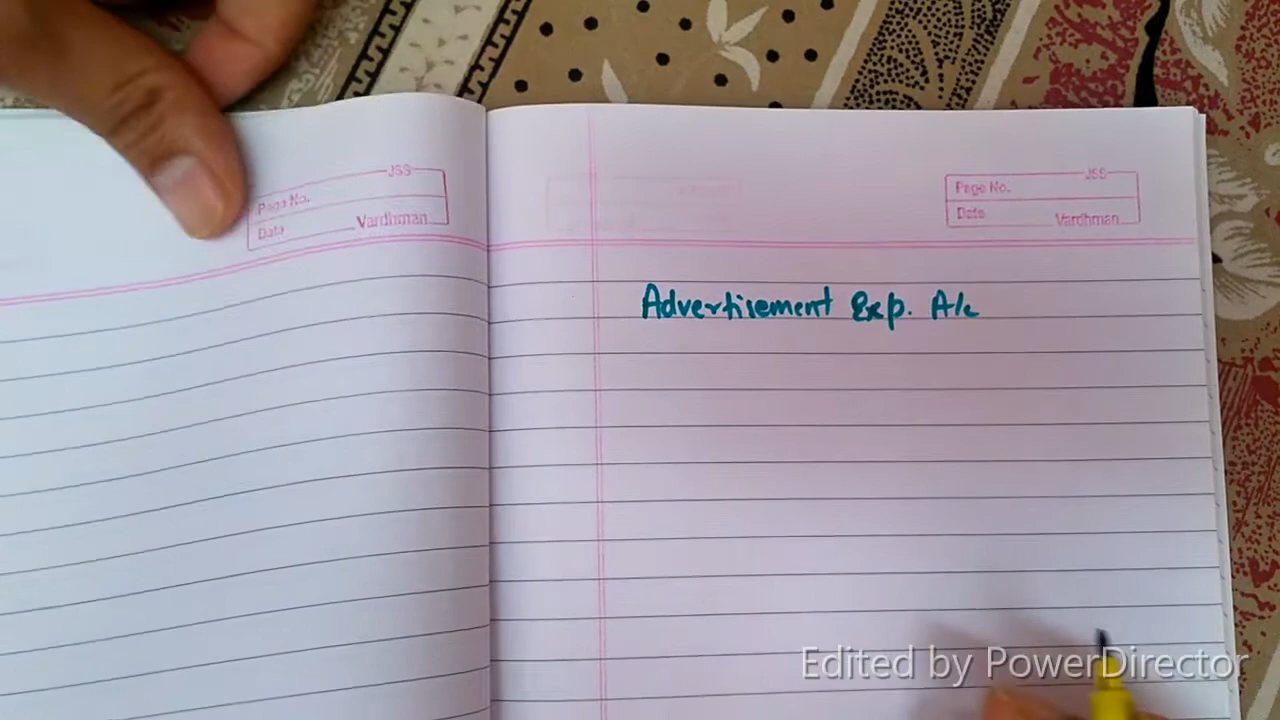 JSS
Page No.
Date Vardhman
JSS
Page No.
Date Vardhman
Advertisement Exp. A/c
Edited by PowerDirector